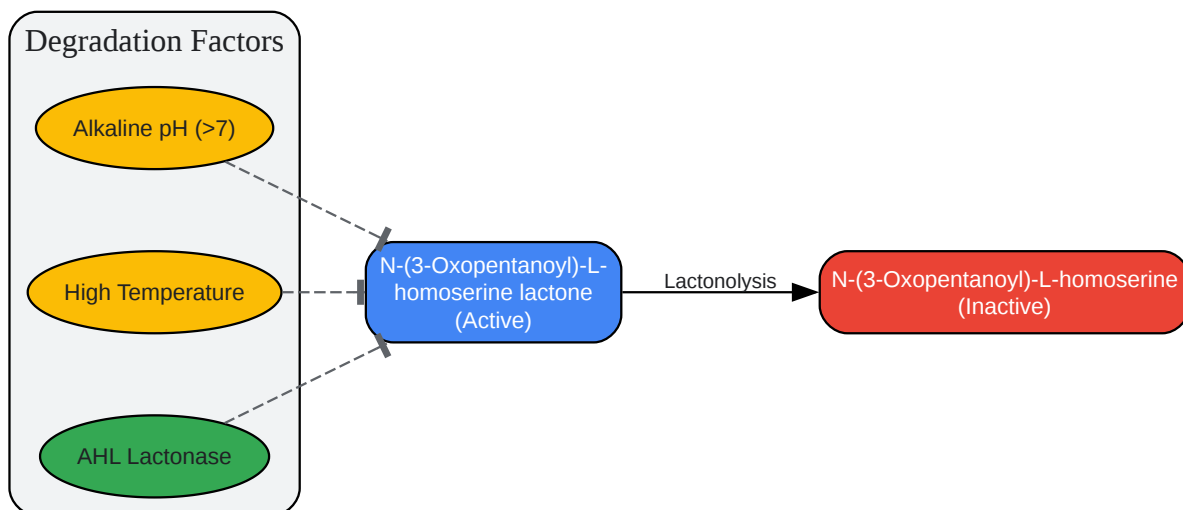 Degradation Factors
Alkaline pH (>7)
High Temperature
AHL Lactonase
N-(3-Oxopentanoyl)-L-
homoserine lactone
(Active)
Lactonolysis
N-(3-Oxopentanoyl)-L-homoserine
(Inactive)